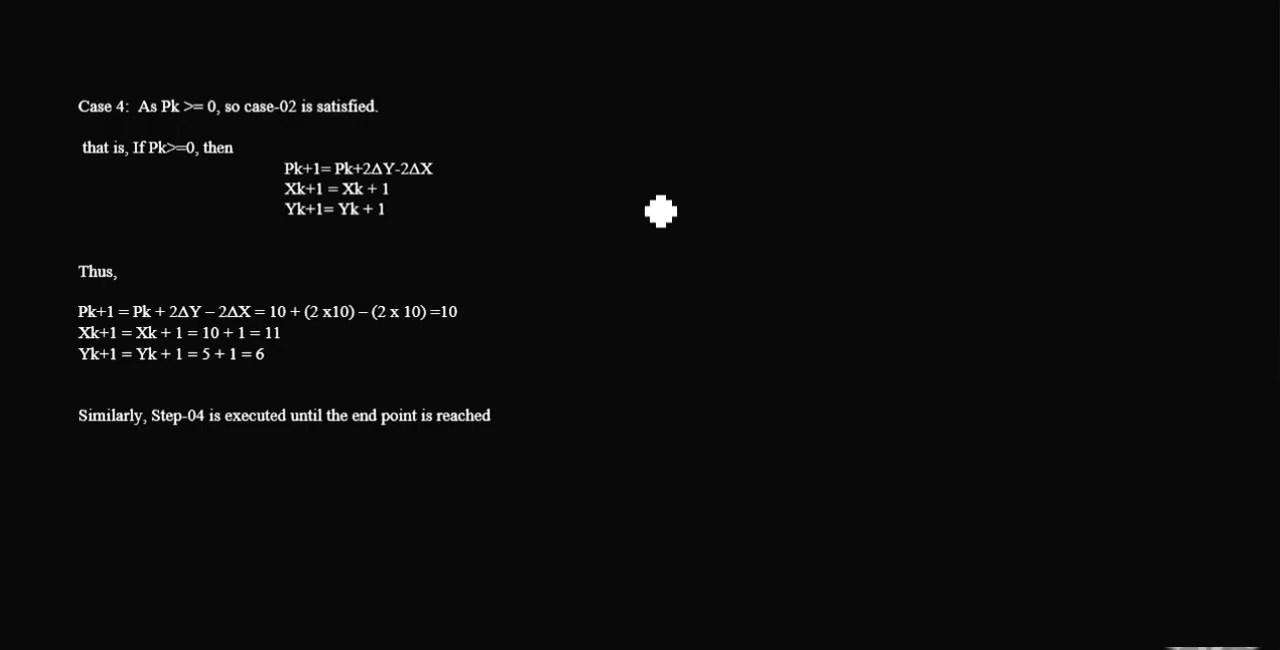 Case 4:  As Pk >= 0, so case-02 is satisfied.
that is, If Pk>=0, then
Pk+1= Pk+2ΔY-2ΔX
Xk+1 = Xk + 1
Yk+1= Yk + 1
Thus,
Pk+1 = Pk + 2ΔY – 2ΔX = 10 + (2 x10) – (2 x 10) =10
Xk+1 = Xk + 1 = 10 + 1 = 11
Yk+1 = Yk + 1 = 5 + 1 = 6
Similarly, Step-04 is executed until the end point is reached